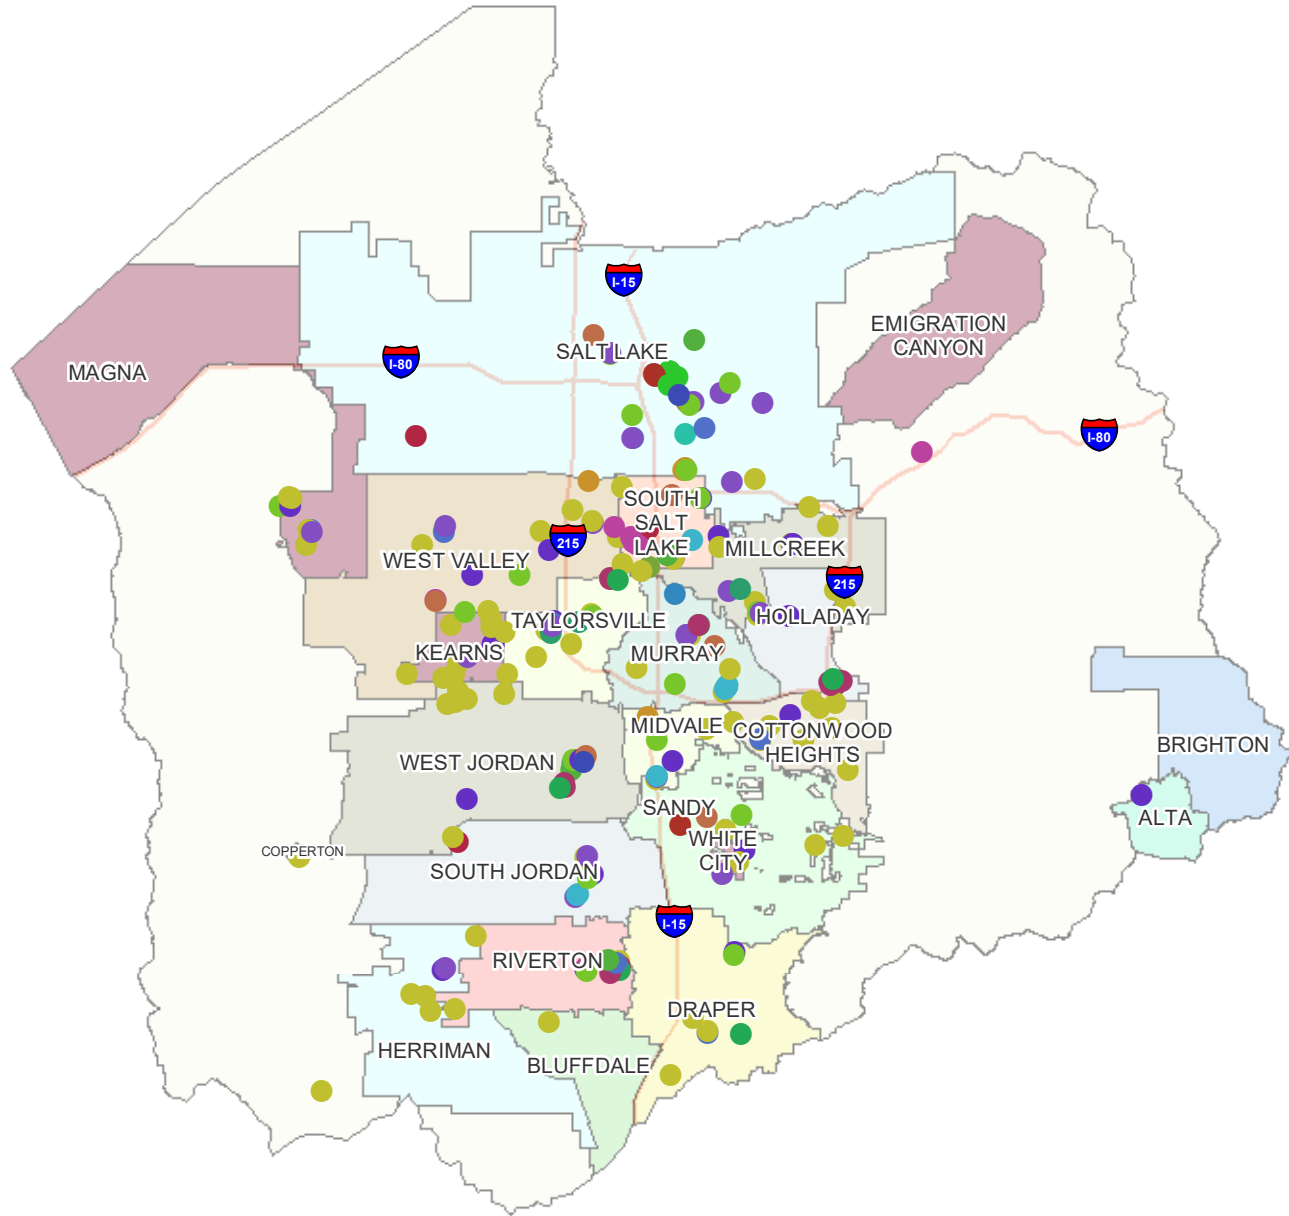 I-15
EMIGRATION
CANYON
SALT LAKE
I-80
MAGNA
I-80
SOUTH
SALT
LAKE
215
MILLCREEK
WEST VALLEY
215
TAYLORSVILLE
HOLLADAY
KEARNS
MURRAY
MIDVALE
COTTONWOOD
HEIGHTS
BRIGHTON
WEST JORDAN
SANDY
ALTA
WHITE
CITY
COPPERTON
SOUTH JORDAN
I-15
RIVERTON
DRAPER
HERRIMAN
BLUFFDALE